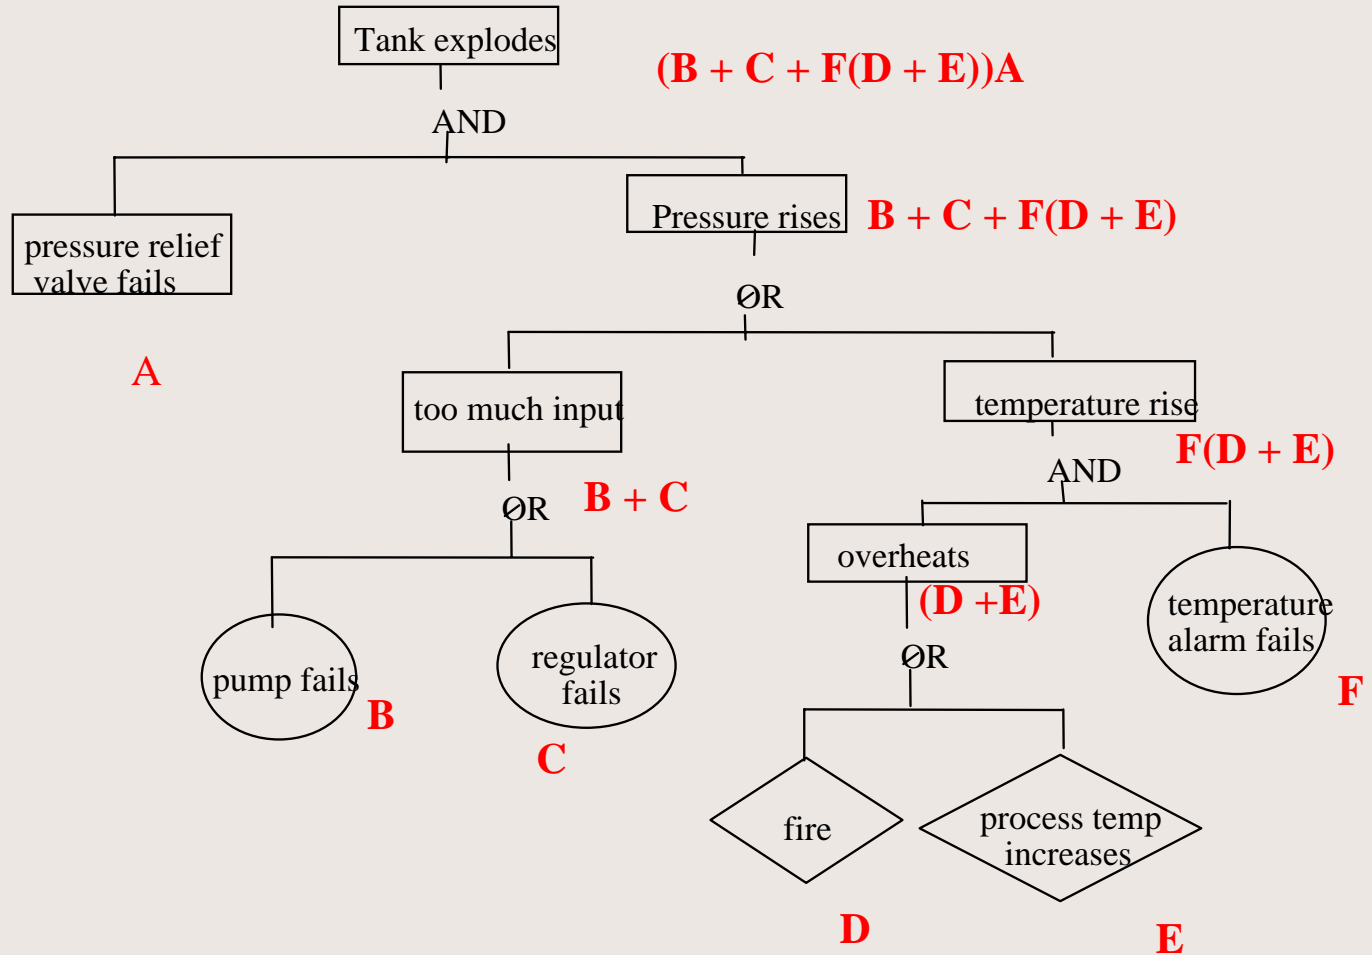 Tank explodes
(B + C + F(D + E))A
AND
Pressure rises
B + C + F(D + E)
pressure relief
valve fails
OR
A
too much input
temperature rise
F(D + E)
AND
B + C
OR
overheats
(D +E)
temperature
alarm fails
OR
regulator
fails
pump fails
F
B
C
fire
process temp
increases
D
E